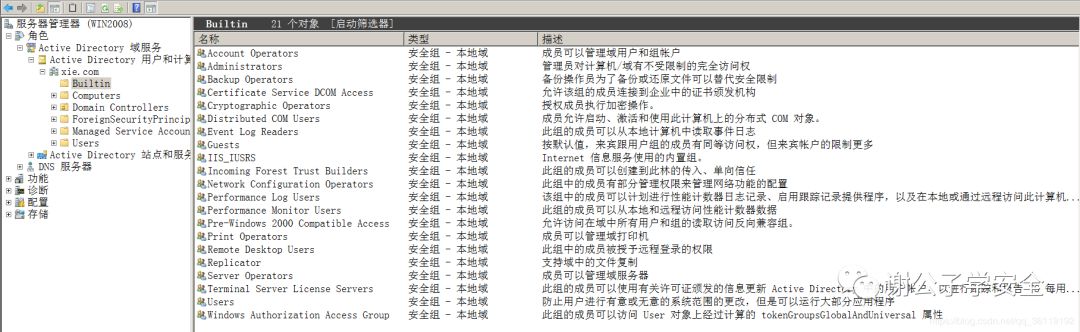 服务器管理器 (WIN2008)
角色
Active Directory 域服务
Active Directory 用户和计算
xie.com
Builtin
Computers
Domain Controllers
ForeignSecurityPrincip
Managed Service Accoun
Users
Active Directory 站点和服务
DNS 服务器
功能
诊断
配置
存储
Builtin 21 个对象 [启动筛选器]
名称 类型 描述
Account Operators 安全组 - 本地域 成员可以管理域用户和组帐户
Administrators 安全组 - 本地域 管理员对计算机/域有不受限制的完全访问权
Backup Operators 安全组 - 本地域 备份操作员为了备份或还原文件可以替代安全限制
Certificate Service DCOM Access 安全组 - 本地域 允许该组的成员连接到企业中的证书颁发机构
Cryptographic Operators 安全组 - 本地域 授权成员执行加密操作。
Distributed COM Users 安全组 - 本地域 成员允许启动、激活和使用此计算机上的分布式 COM 对象。
Event Log Readers 安全组 - 本地域 此组的成员可以从本地计算机中读取事件日志
Guests 安全组 - 本地域 按默认值，来宾跟用户组的成员有同等访问权，但来宾帐户的限制更多
IIS_IUSRS 安全组 - 本地域 Internet 信息服务使用的内置组。
Incoming Forest Trust Builders 安全组 - 本地域 此组的成员可以创建到此林的传入、单向信任
Network Configuration Operators 安全组 - 本地域 此组中的成员有部分管理权限来管理网络功能的配置
Performance Log Users 安全组 - 本地域 该组中的成员可以计划进行性能计数器日志记录、启用跟踪记录提供程序，以及在本地或通过远程访问此计算机...
Performance Monitor Users 安全组 - 本地域 此组的成员可以从本地和远程访问性能计数器数据
Pre-Windows 2000 Compatible Access 安全组 - 本地域 允许访问在域中所有用户和组的读取访问反向兼容组。
Print Operators 安全组 - 本地域 成员可以管理域打印机
Remote Desktop Users 安全组 - 本地域 此组中的成员被授予远程登录的权限
Replicator 安全组 - 本地域 支持域中的文件复制
Server Operators 安全组 - 本地域 成员可以管理域服务器
Terminal Server License Servers 安全组 - 本地域 此组的成员可以使用有关许可证颁发的信息更新 Active Directory 每用...
Users 安全组 - 本地域 防止用户进行有意或无意的系统范围的更改，但是可以运行大部分应用程序
Windows Authorization Access Group 安全组 - 本地域 此组的成员可以访问 User 对象上经过计算的 tokenGroupsGlobalAndUniversal 属性
谢公子学安全